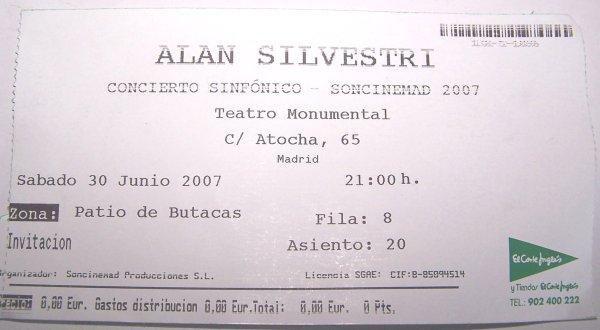 ALAN SILVESTRI
CONCIERTO SINFÓNICO - SONCINEMAD 2007
Teatro Monumental
C/ Atocha, 65
Madrid
Sabado 30 Junio 2007 21:00 h.
Zona: Patio de Butacas Fila: 8
Invitacion Asiento: 20
El Corte Inglés
Organizador: Soncinemad Producciones S.L. Licencia SGAE: CIF:B-85094514
y Tiendas El Corte Inglés
0,00 Eur. Gastos distribucion 0,00 Eur.Total: 0,00 Eur. 0 Pts.
TEL.: 902 400 222